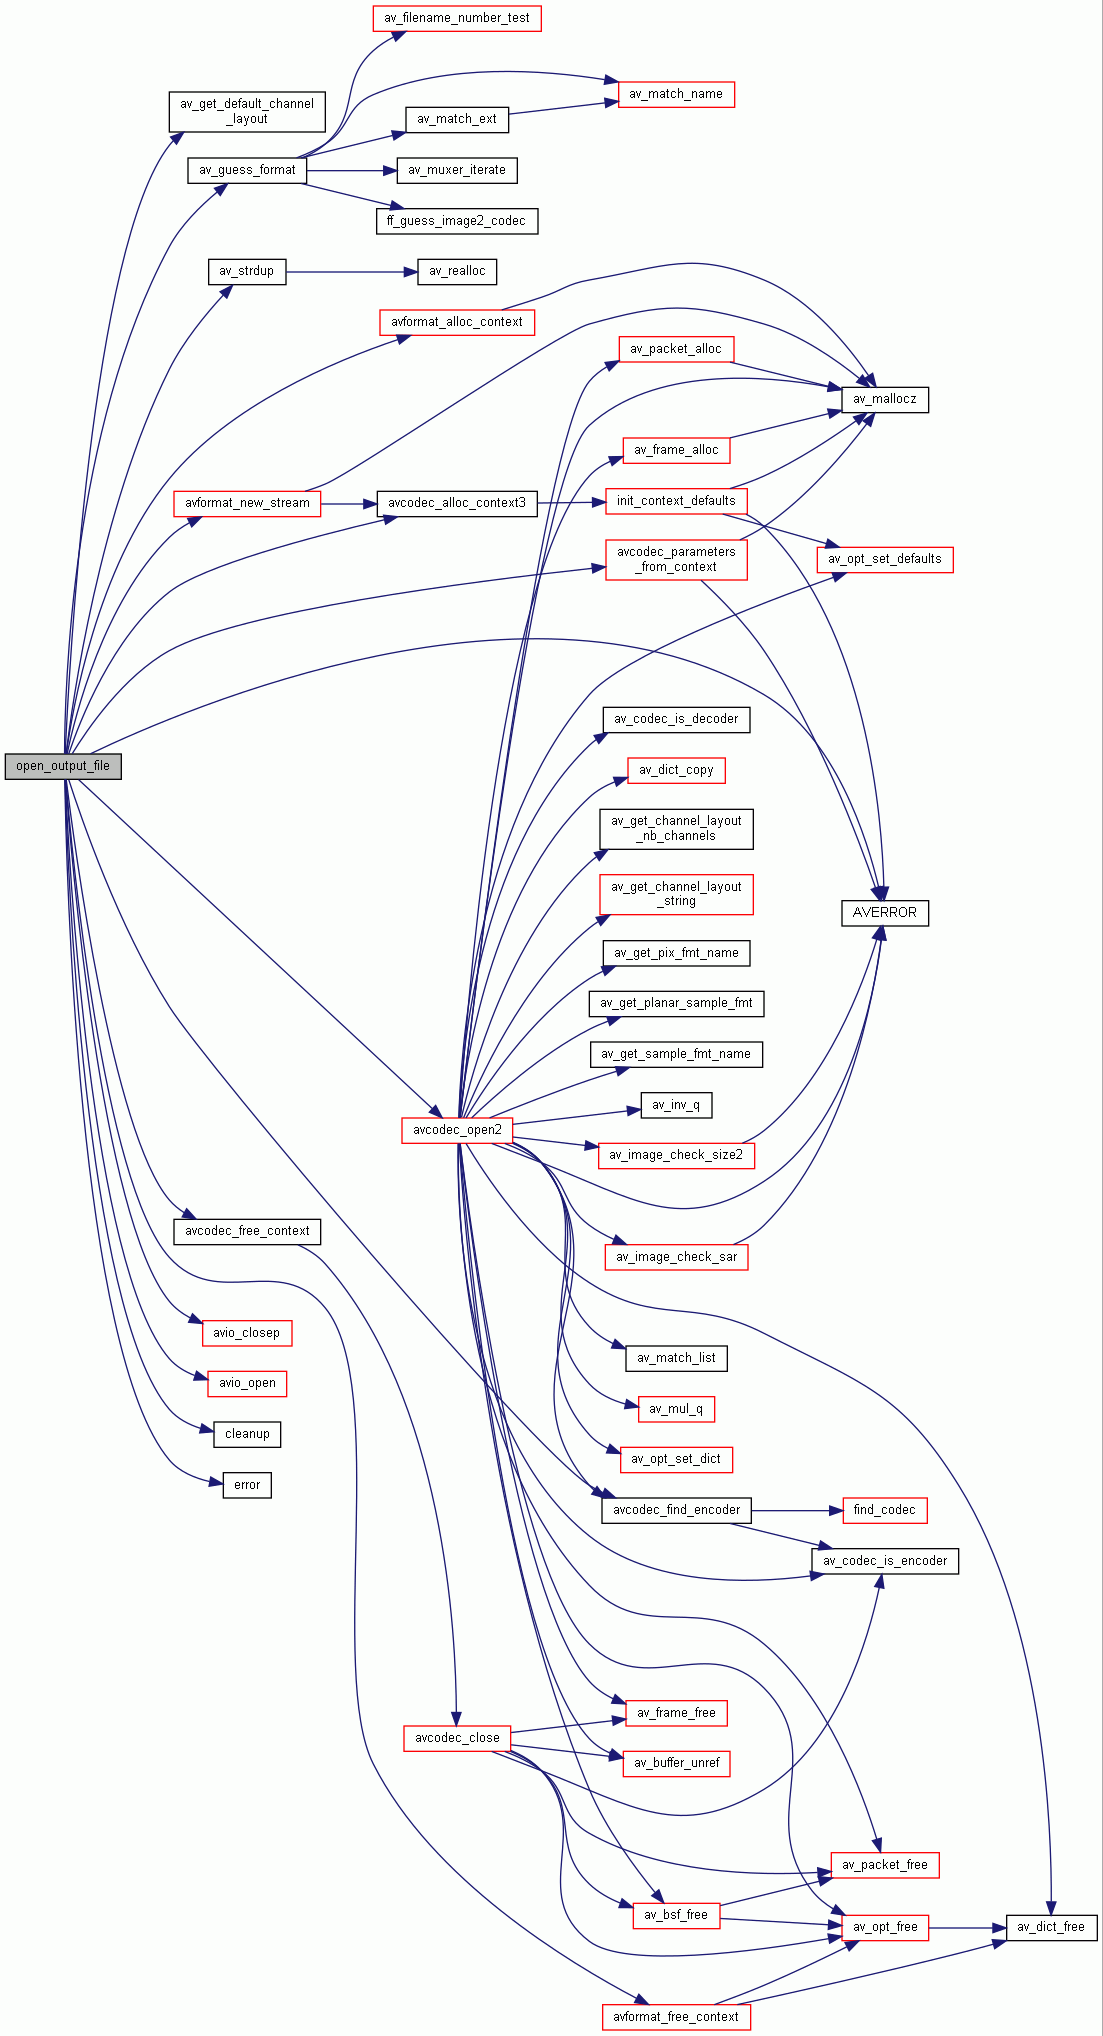 av_filename_number_test
av_match_name
av_get_default_channel
_layout
av_match_ext
av_guess_format
av_muxer_iterate
ff_guess_image2_codec
av_strdup
av_realloc
avformat_alloc_context
av_packet_alloc
av_mallocz
av_frame_alloc
avformat_new_stream
avcodec_alloc_context3
init_context_defaults
avcodec_parameters
_from_context
av_opt_set_defaults
av_codec_is_decoder
open_output_file
av_dict_copy
av_get_channel_layout
_nb_channels
av_get_channel_layout
_string
AVERROR
av_get_pix_fmt_name
av_get_planar_sample_fmt
av_get_sample_fmt_name
av_inv_q
avcodec_open2
av_image_check_size2
avcodec_free_context
av_image_check_sar
avio_closep
av_match_list
avio_open
av_mul_q
cleanup
av_opt_set_dict
error
avcodec_find_encoder
find_codec
av_codec_is_encoder
av_frame_free
avcodec_close
av_buffer_unref
av_packet_free
av_bsf_free
av_opt_free
av_dict_free
avformat_free_context